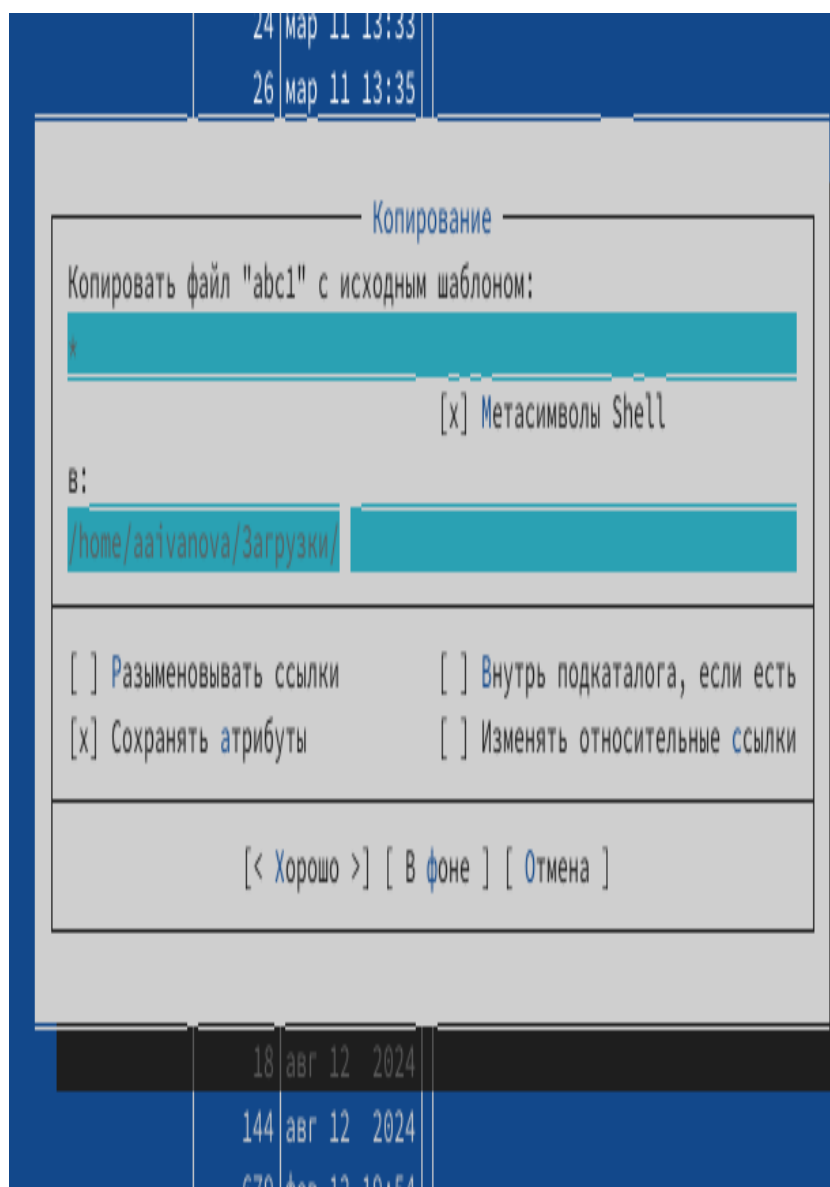 24 мар 11 13:33
26 мар 11 13:35
Копирование
Копировать файл "abc1" с исходным шаблоном:
*
[x] Метасимволы Shell
в:
/home/aaivanova/Загрузки/
[ ] Разыменовывать ссылки [ ] Внутрь подкаталога, если есть
[x] Сохранять атрибуты [ ] Изменять относительные ссылки
[< Хорошо >] [ В фоне ] [ Отмена ]
18 авг 12 2024
144 авг 12 2024